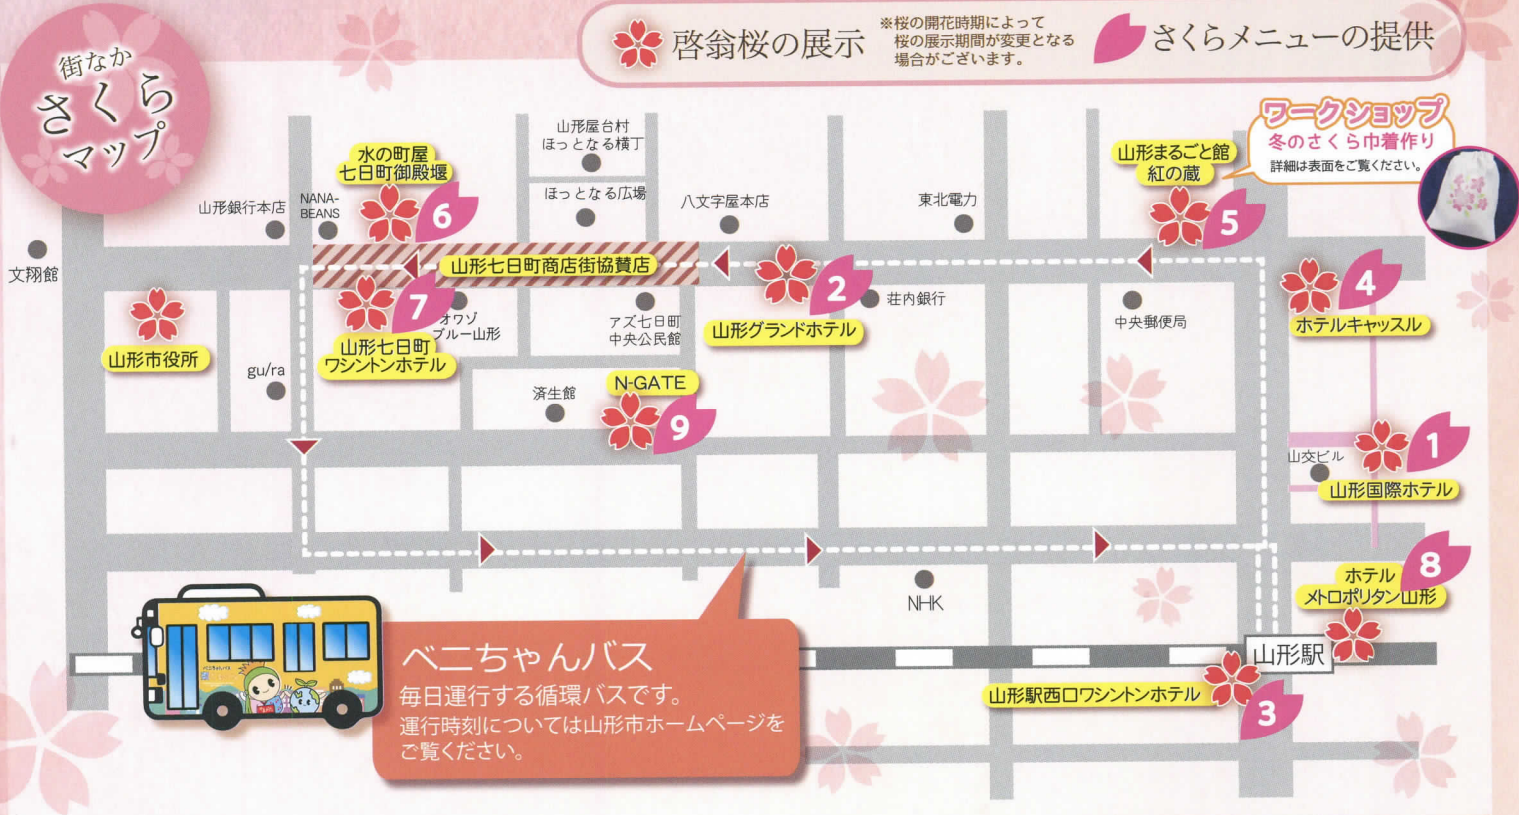 街なか
さくら
マップ
啓翁桜の展示
※桜の開花時期によって
桜の展示期間が変更となる
場合がございます。
さくらメニューの提供
ワークショップ
冬のさくら巾着作り
詳細は表面をご覧ください。
山形屋台村
ほっとなる横丁
ほっとなる広場
水の町屋
七日町御殿堰
6
山形銀行本店
NANA-
BEANS
八文字屋本店
東北電力
山形まるごと館
紅の蔵
5
文翔館
山形七日町商店街協賛店
山形市役所
7
山形七日町
ワシントンホテル
オワゾ
ブルー山形
アズ七日町
中央公民館
2
山形グランドホテル
荘内銀行
中央郵便局
4
ホテルキャッスル
gu/ra
済生館
N-GATE
9
1
山交ビル
山形国際ホテル
8
ホテル
メトロポリタン山形
NHK
山形駅
山形駅西口ワシントンホテル
3
ベニちゃんバス
毎日運行する循環バスです。
運行時刻については山形市ホームページを
ご覧ください。